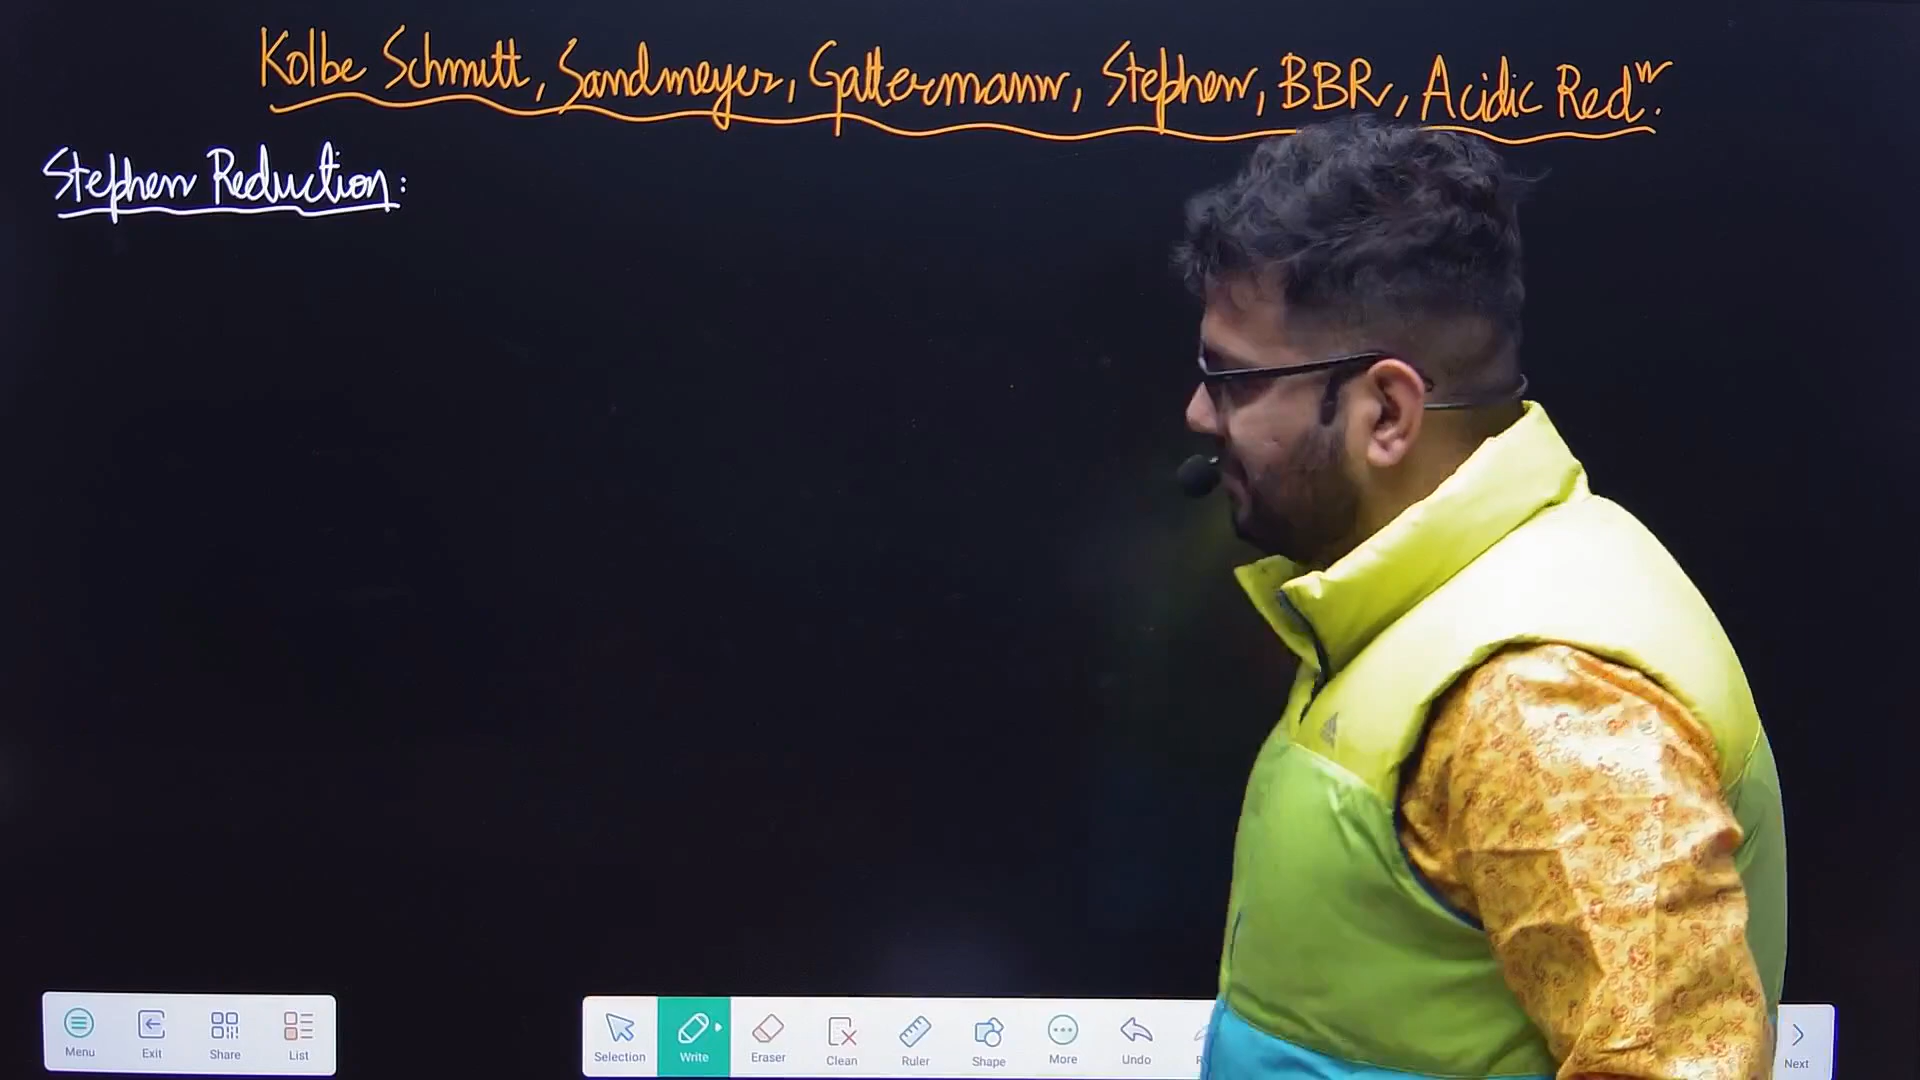 Kolbe Schmitt, Sandmeyer, Gattermann, Stephen, BBR, Acidic Redⁿ.
Stephen Reduction:
Menu Exit Share List Selection Write Eraser Clean Ruler Shape More Undo Next